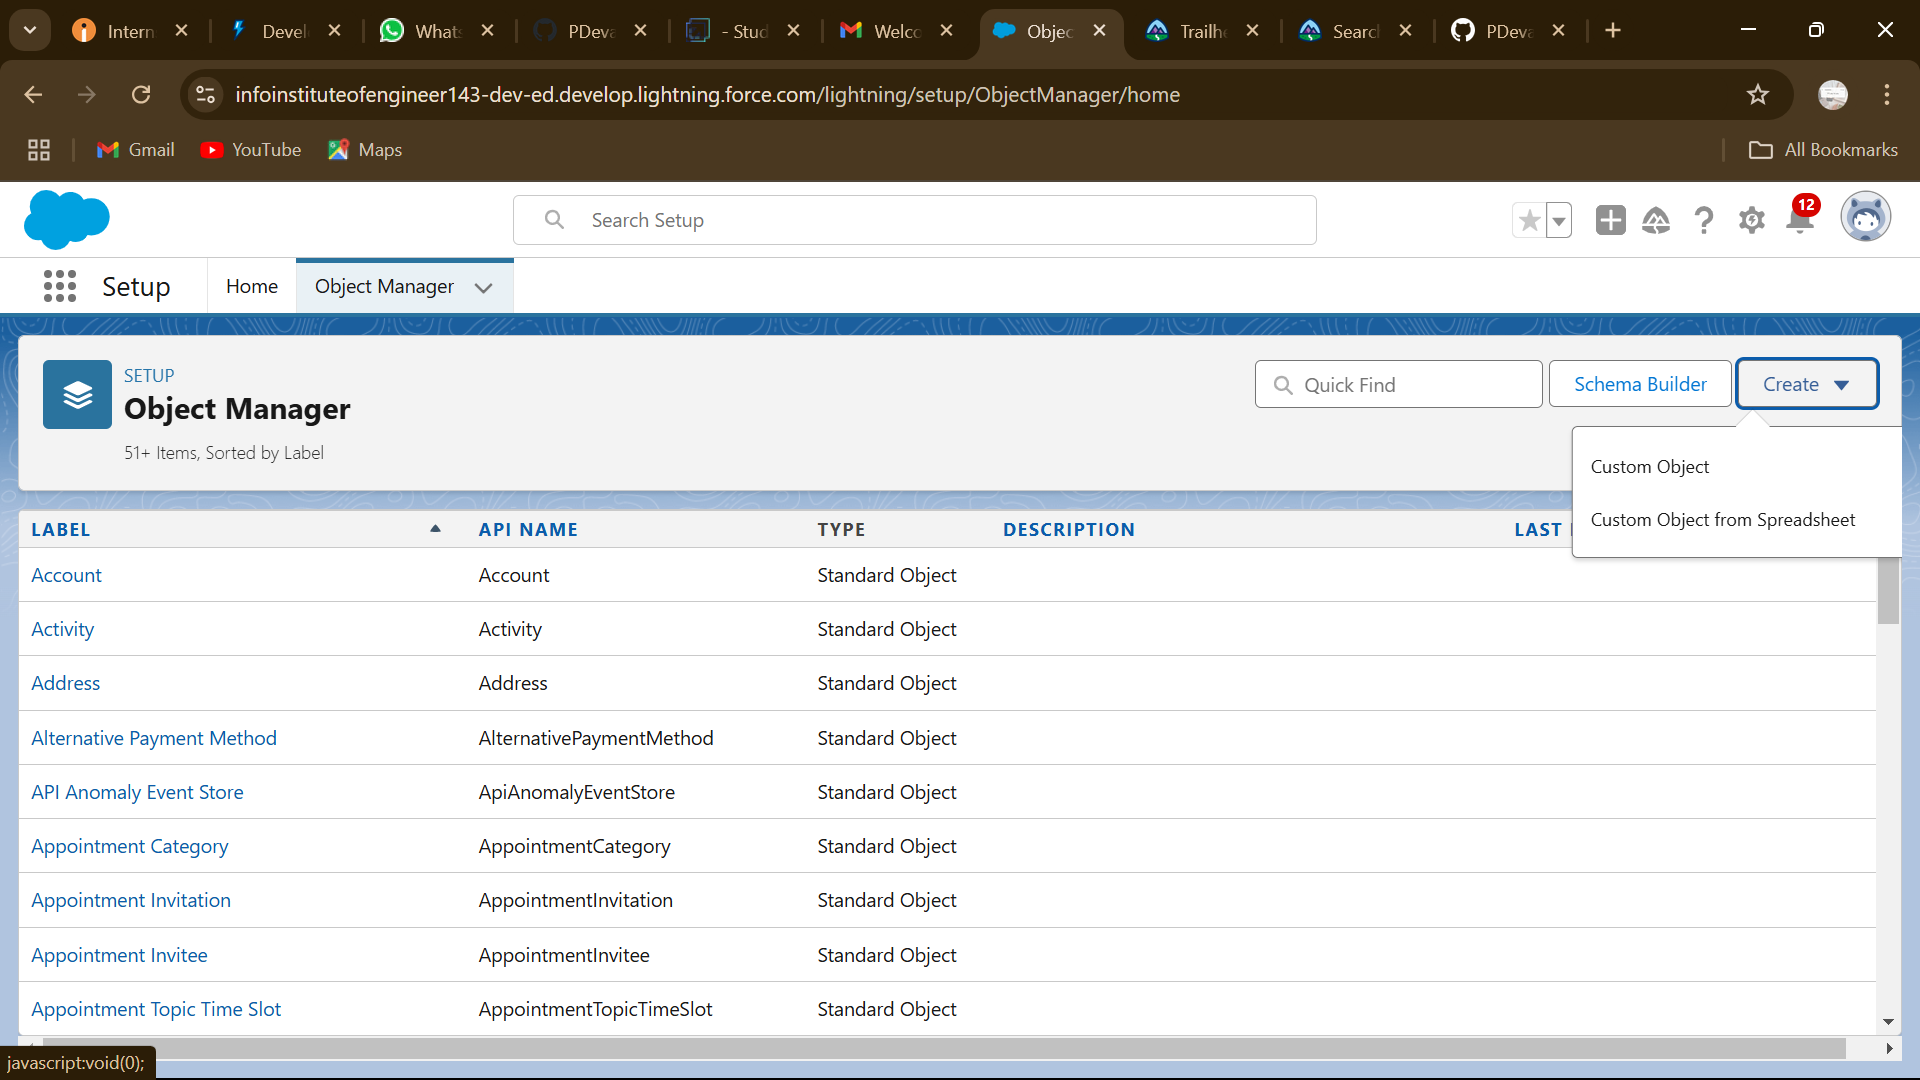 Intern
Devel
Whats
PDeva
- Stud
Welco
Objec
Trailhe
Search
PDeva
infoinstituteofengineer143-dev-ed.develop.lightning.force.com/lightning/setup/ObjectManager/home
Gmail
YouTube
Maps
All Bookmarks
Search Setup
12
Setup
Home
Object Manager
SETUP
Object Manager
51+ Items, Sorted by Label
Quick Find
Schema Builder
Create
Custom Object
Custom Object from Spreadsheet
LABEL API NAME TYPE DESCRIPTION LAST
Account Account Standard Object
Activity Activity Standard Object
Address Address Standard Object
Alternative Payment Method AlternativePaymentMethod Standard Object
API Anomaly Event Store ApiAnomalyEventStore Standard Object
Appointment Category AppointmentCategory Standard Object
Appointment Invitation AppointmentInvitation Standard Object
Appointment Invitee AppointmentInvitee Standard Object
Appointment Topic Time Slot AppointmentTopicTimeSlot Standard Object
javascript:void(0);